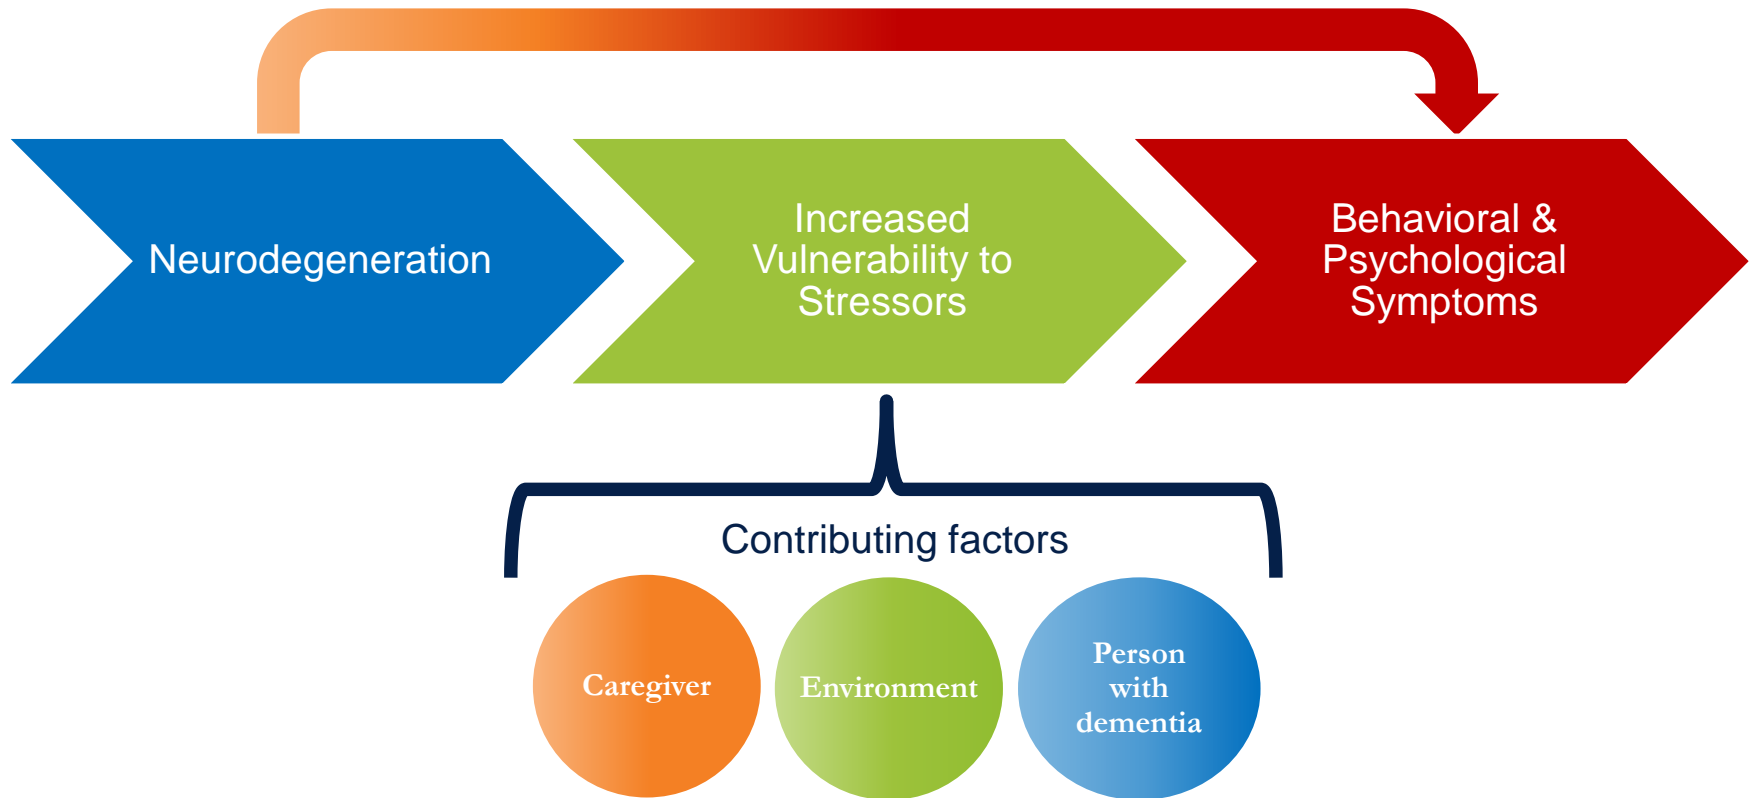 Neurodegeneration
Increased
Vulnerability to
Stressors
Behavioral &
Psychological
Symptoms
Contributing factors
Caregiver
Environment
Person
with
dementia